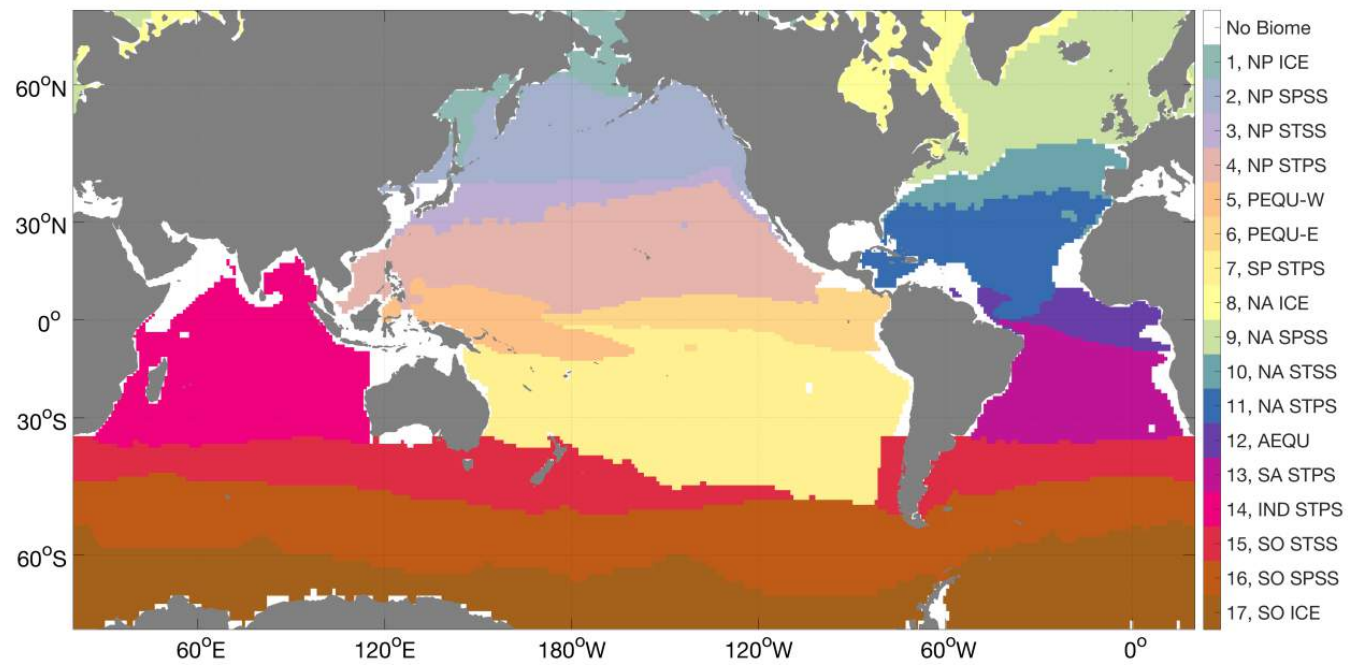 60°N
30°N
0°
30°S
60°S
60°E
120°E
180°W
120°W
60°W
0°
No Biome
1, NP ICE
2, NP SPSS
3, NP STSS
4, NP STPS
5, PEQU-W
6, PEQU-E
7, SP STPS
8, NA ICE
9, NA SPSS
10, NA STSS
11, NA STPS
12, AEQU
13, SA STPS
14, IND STPS
15, SO STSS
16, SO SPSS
17, SO ICE